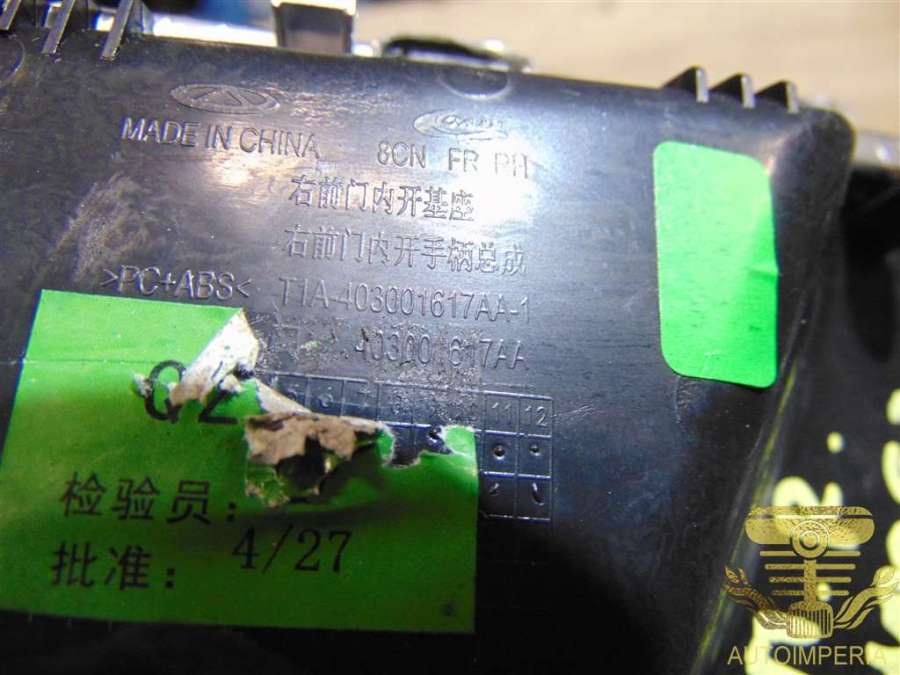 MADE IN CHINA
8CN FR RH
右前门内开基座
右前门内开手柄总成
>PC+ABS<
T1A-403001617AA-1
403001617AA
11 12
检验员:
批准: 4/27
AUTOIMPERIA